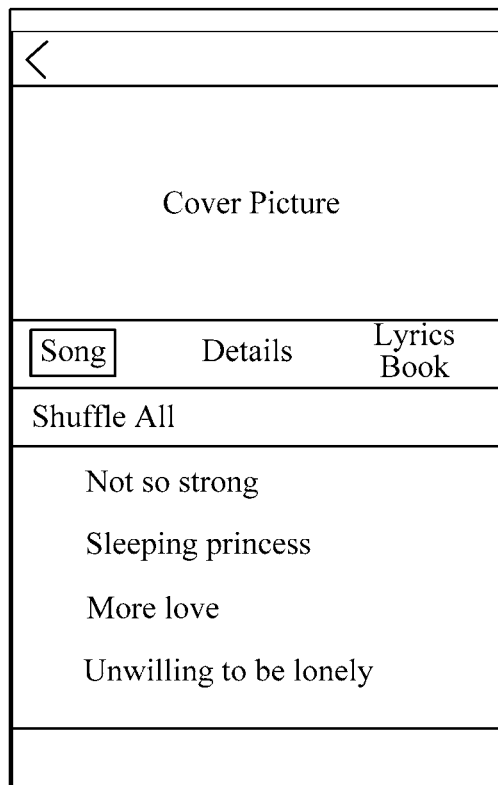 Cover Picture
Song Details Lyrics Book
Shuffle All
Not so strong
Sleeping princess
More love
Unwilling to be lonely